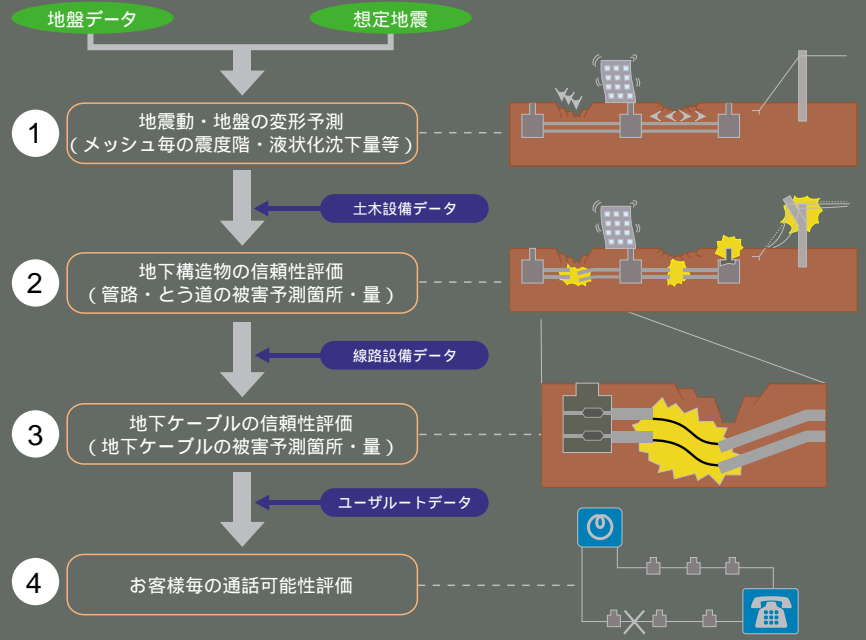 地盤データ
想定地震
1
地震動・地盤の変形予測
(メッシュ毎の震度階・液状化沈下量等)
土木設備データ
2
地下構造物の信頼性評価
(管路・とう道の被害予測箇所・量)
線路設備データ
3
地下ケーブルの信頼性評価
(地下ケーブルの被害予測箇所・量)
ユーザルートデータ
4
お客様毎の通話可能性評価